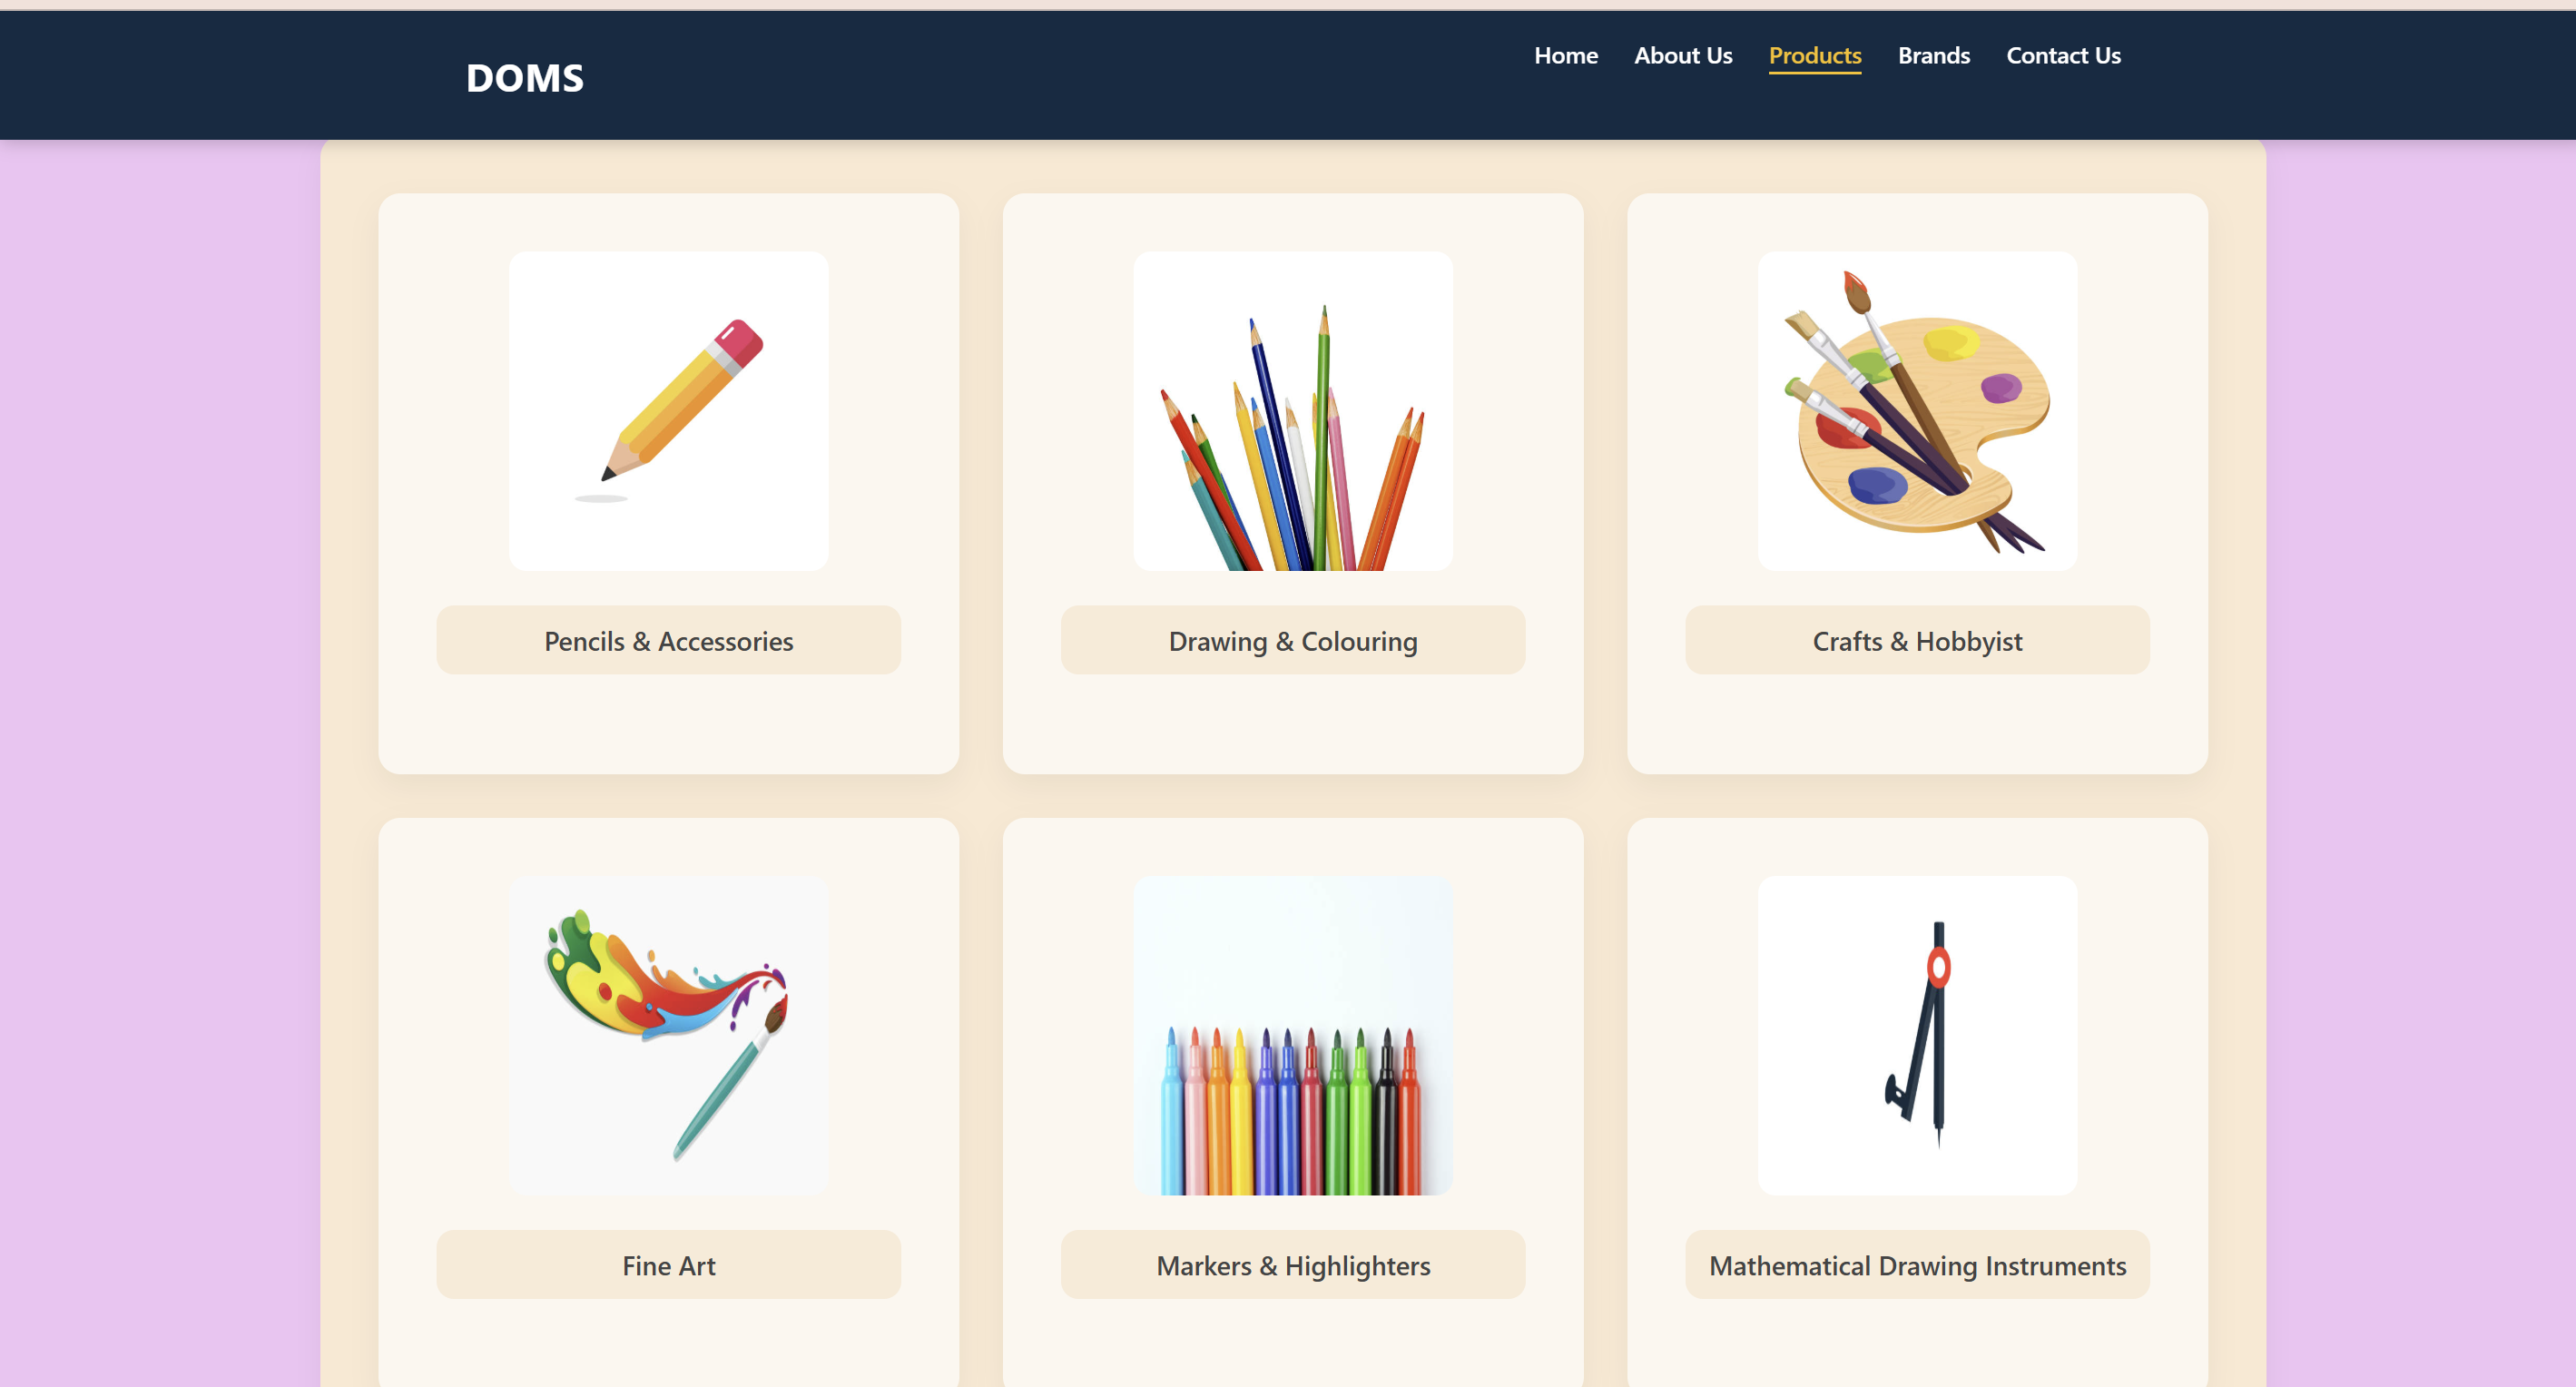 DOMS
Home About Us Products Brands Contact Us
Pencils & Accessories
Drawing & Colouring
Crafts & Hobbyist
Fine Art
Markers & Highlighters
Mathematical Drawing Instruments